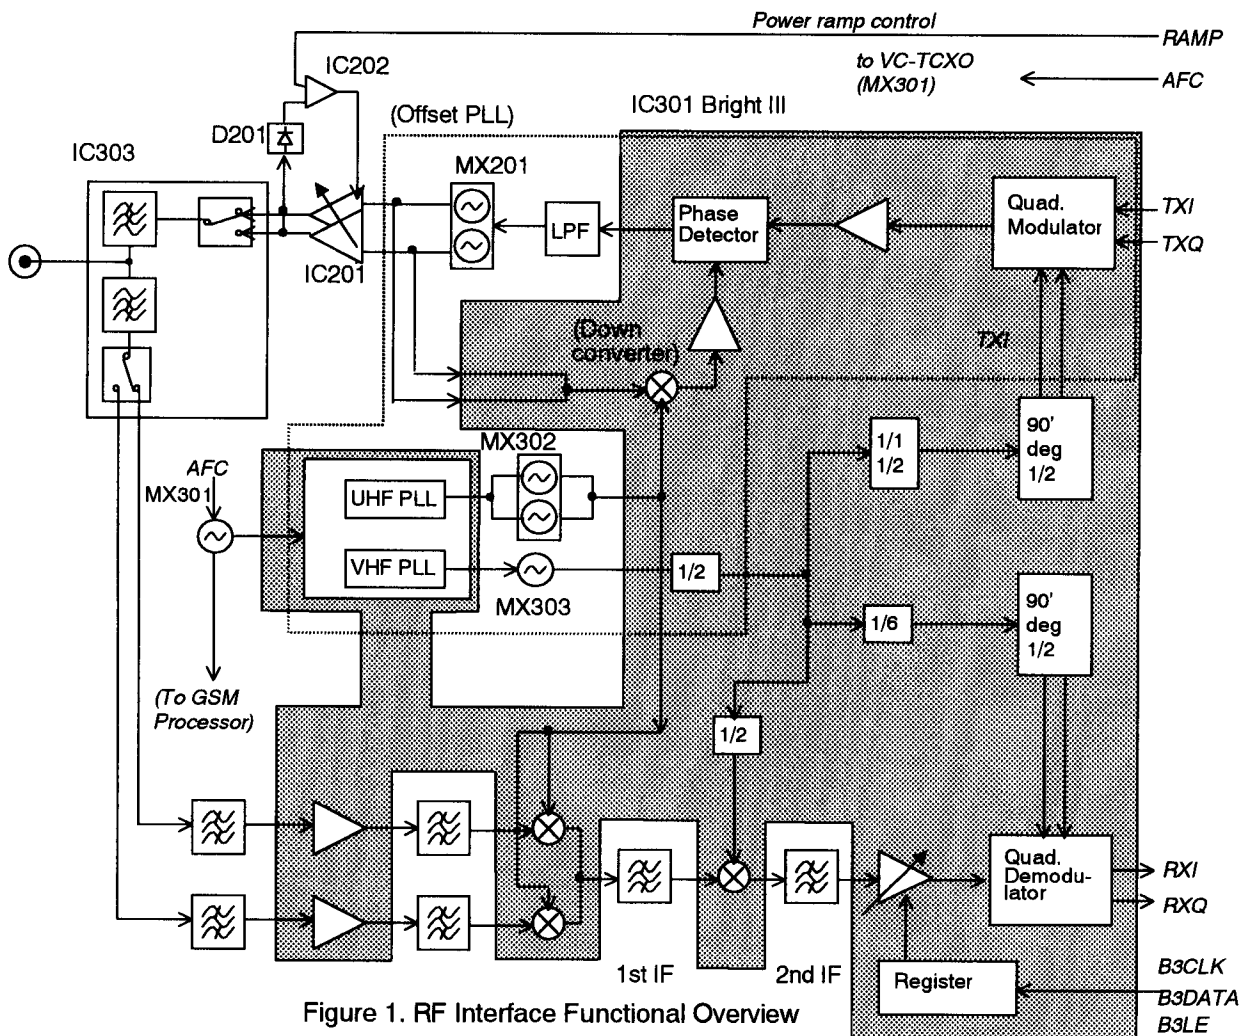 Power ramp control
RAMP
to VC-TCXO
(MX301)
AFC
IC202
IC301 Bright III
(Offset PLL)
D201
IC303
MX201
Phase
Detector
Quad.
Modulator
TXI
TXQ
LPF
IC201
(Down
converter)
TXI
MX302
1/1
1/2
90'
deg
1/2
AFC
MX301
UHF PLL
VHF PLL
MX303
1/2
1/6
90'
deg
1/2
(To GSM
Processor)
1/2
Quad.
Demodu-
lator
RXI
RXQ
1st IF
2nd IF
Register
B3CLK
B3DATA
B3LE
Figure 1. RF Interface Functional Overview